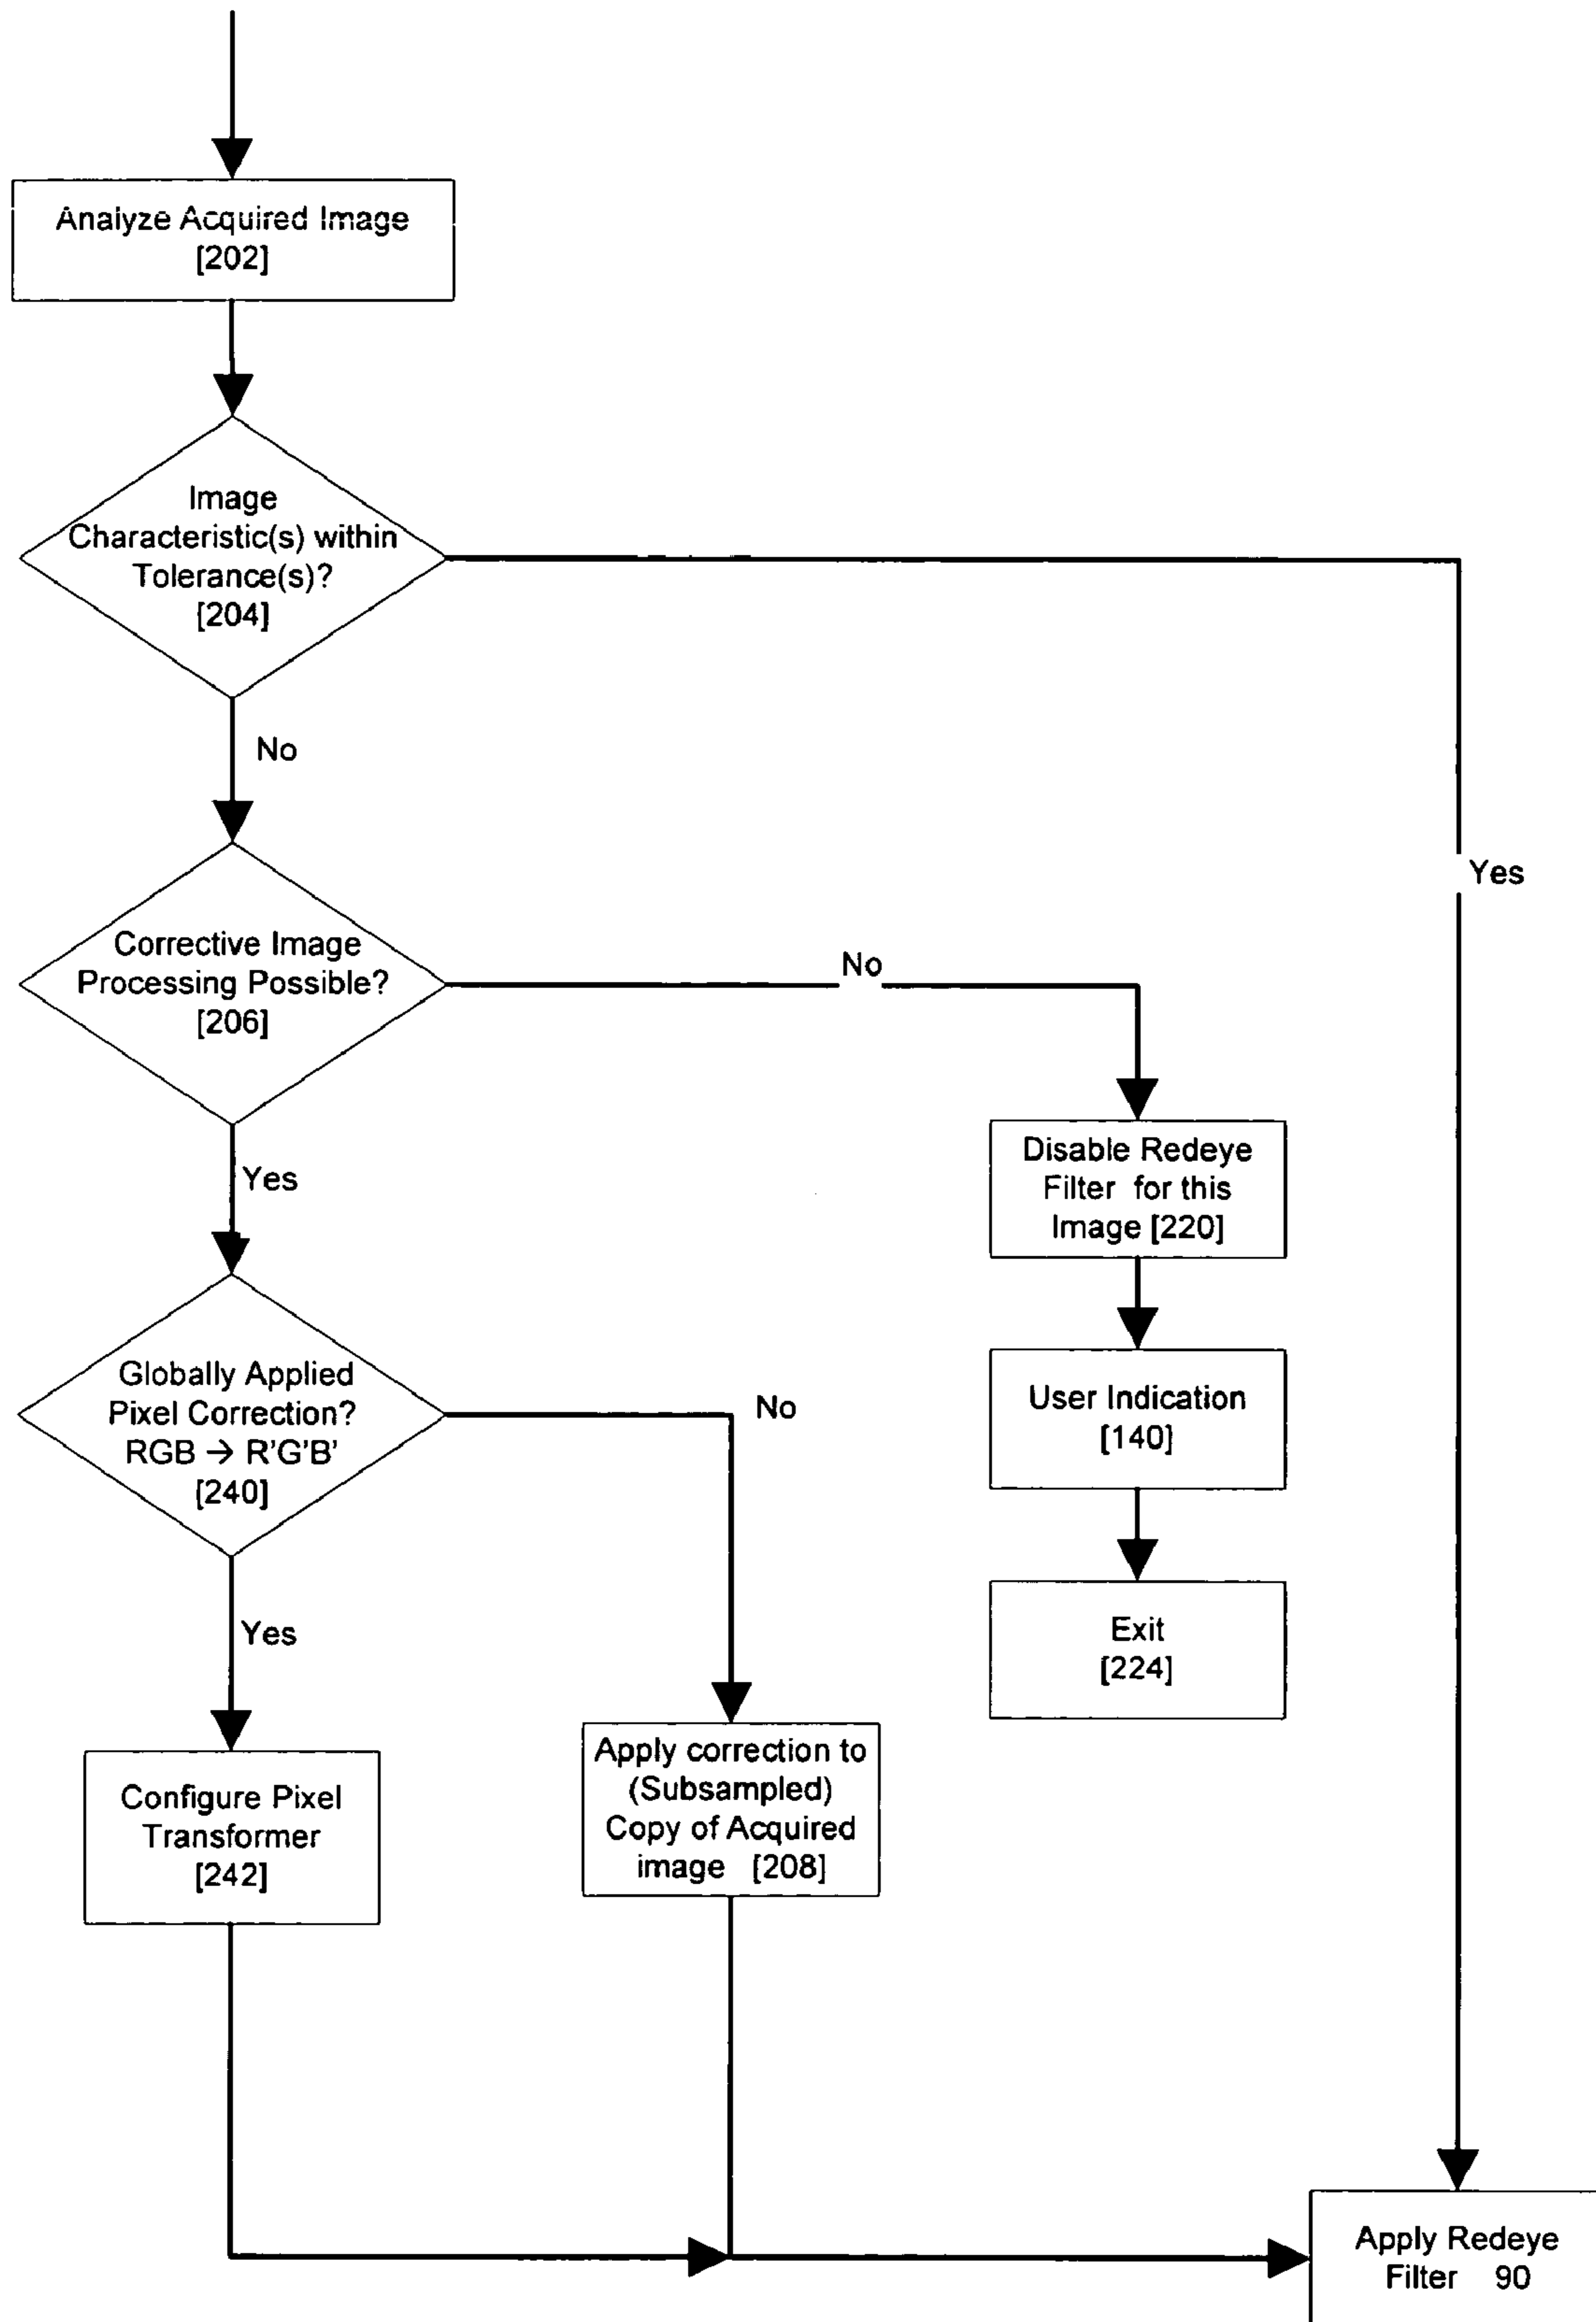 Analyze Acquired Image
[202]
Image
Characteristic(s) within
Tolerance(s)?
[204]
No
Yes
Corrective Image
Processing Possible?
[206]
No
Yes
Disable Redeye
Filter for this
Image [220]
User Indication
[140]
Exit
[224]
Globally Applied
Pixel Correction?
RGB → R'G'B'
[240]
No
Yes
Configure Pixel
Transformer
[242]
Apply correction to
(Subsampled)
Copy of Acquired
image [208]
Apply Redeye
Filter 90